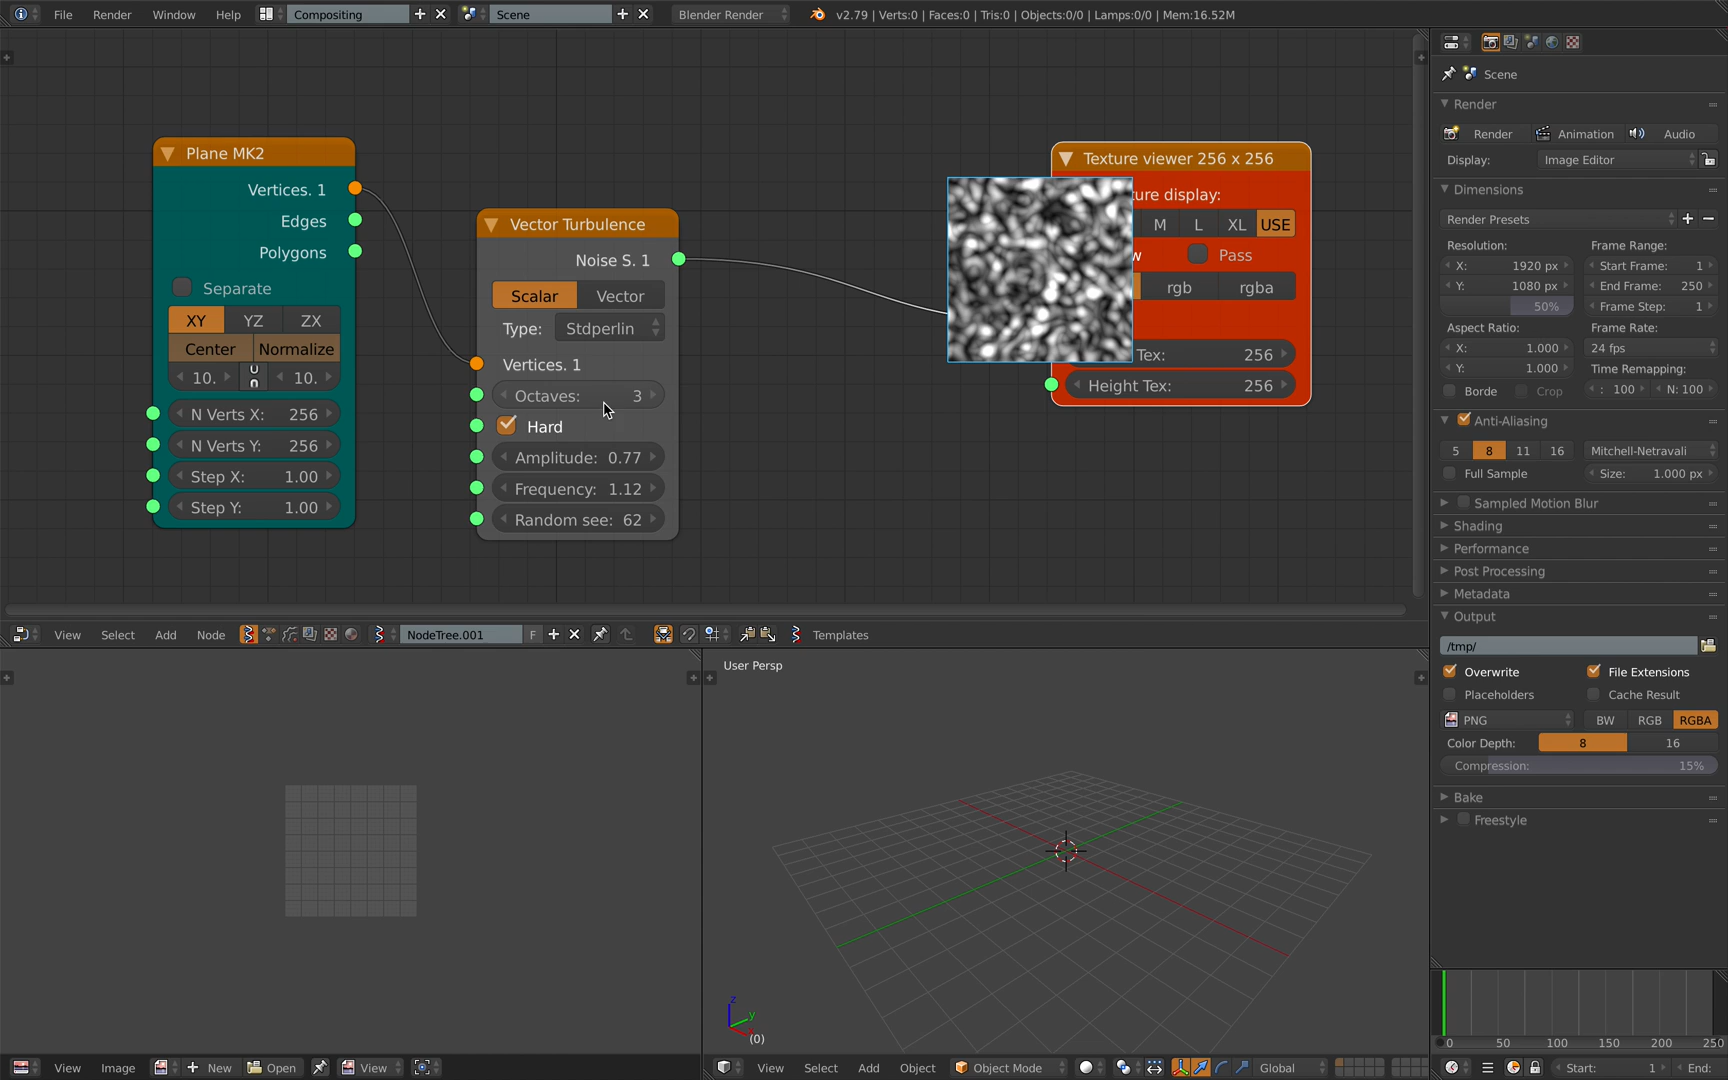 File Render Window Help Compositing Scene Blender Render v2.79 | Verts:0 | Faces:0 | Tris:0 | Objects:0/0 | Lamps:0/0 | Mem:16.52M
Plane MK2
Vertices. 1
Edges
Polygons
Separate
XY YZ ZX
Center Normalize
10. 10.
N Verts X: 256
N Verts Y: 256
Step X: 1.00
Step Y: 1.00
Vector Turbulence
Noise S. 1
Scalar Vector
Type: Stdperlin
Vertices. 1
Octaves: 3
Hard
Amplitude: 0.77
Frequency: 1.12
Random see: 62
Texture viewer 256 x 256
ture display:
M L XL USE
w Pass
rgb rgba
Tex: 256
Height Tex: 256
View Select Add Node NodeTree.001 F Templates
User Persp
z
y
(0)
View Image New Open View
View Select Add Object Object Mode Global
Scene
Render
Render Animation Audio
Display: Image Editor
Dimensions
Render Presets
Resolution: Frame Range:
X: 1920 px Start Frame: 1
Y: 1080 px End Frame: 250
50% Frame Step: 1
Aspect Ratio: Frame Rate:
X: 1.000 24 fps
Y: 1.000 Time Remapping:
Borde Crop : 100 N: 100
Anti-Aliasing
5 8 11 16 Mitchell-Netravali
Full Sample Size: 1.000 px
Sampled Motion Blur
Shading
Performance
Post Processing
Metadata
Output
/tmp/
Overwrite File Extensions
Placeholders Cache Result
PNG BW RGB RGBA
Color Depth: 8 16
Compression: 15%
Bake
Freestyle
0 50 100 150 200 250
Start: 1 End: